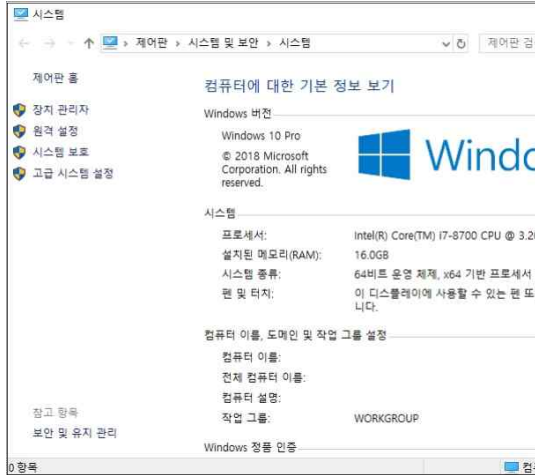 시스템
제어판 › 시스템 및 보안 › 시스템
제어판 검
제어판 홈
장치 관리자
원격 설정
시스템 보호
고급 시스템 설정
참고 항목
보안 및 유지 관리
컴퓨터에 대한 기본 정보 보기
Windows 버전
Windows 10 Pro
© 2018 Microsoft
Corporation. All rights
reserved.
Windo
시스템
프로세서: Intel(R) Core(TM) i7-8700 CPU @ 3.20
설치된 메모리(RAM): 16.0GB
시스템 종류: 64비트 운영 체제, x64 기반 프로세서
펜 및 터치: 이 디스플레이에 사용할 수 있는 펜 또
니다.
컴퓨터 이름, 도메인 및 작업 그룹 설정
컴퓨터 이름:
전체 컴퓨터 이름:
컴퓨터 설명:
작업 그룹: WORKGROUP
Windows 정품 인증
0 항목
컴퓨